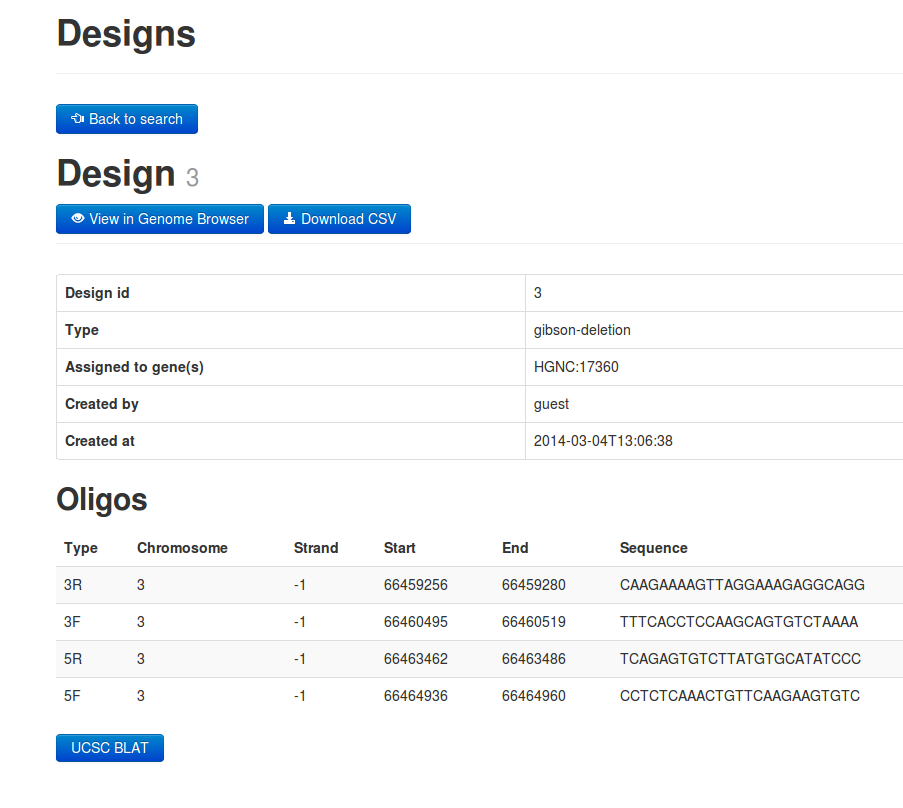 Designs
Back to search
Design 3
View in Genome Browser Download CSV
Design id 3
Type gibson-deletion
Assigned to gene(s) HGNC:17360
Created by guest
Created at 2014-03-04T13:06:38
Oligos
Type Chromosome Strand Start End Sequence
3R 3 -1 66459256 66459280 CAAGAAAAGTTAGGAAAGAGGCAGG
3F 3 -1 66460495 66460519 TTTCACCTCCAAGCAGTGTCTAAAA
5R 3 -1 66463462 66463486 TCAGAGTGTCTTATGTGCATATCCC
5F 3 -1 66464936 66464960 CCTCTCAAACTGTTCAAGAAGTGTC
UCSC BLAT